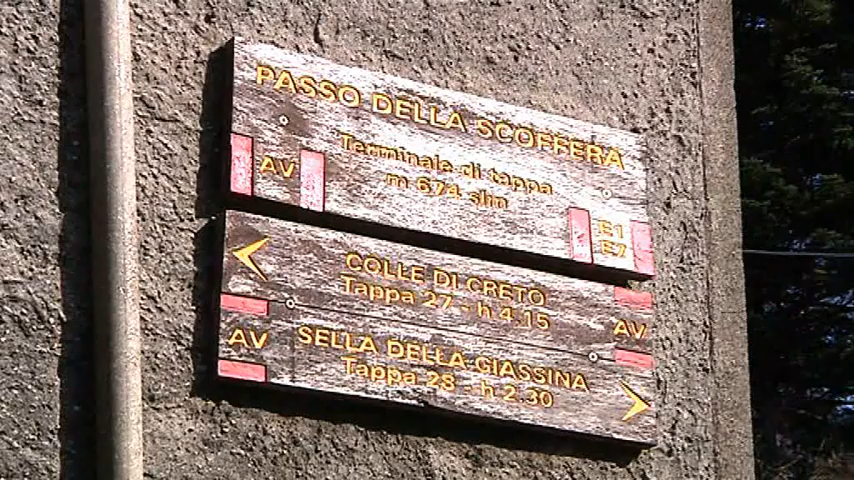 PASSO DELLA SCOFFERA
AV Terminale di tappa
m 674 slm
E1
E7
COLLE DI CRETO
Tappa 27 - h 4.15
AV AV
SELLA DELLA GIASSINA
Tappa 28 - h 2.30